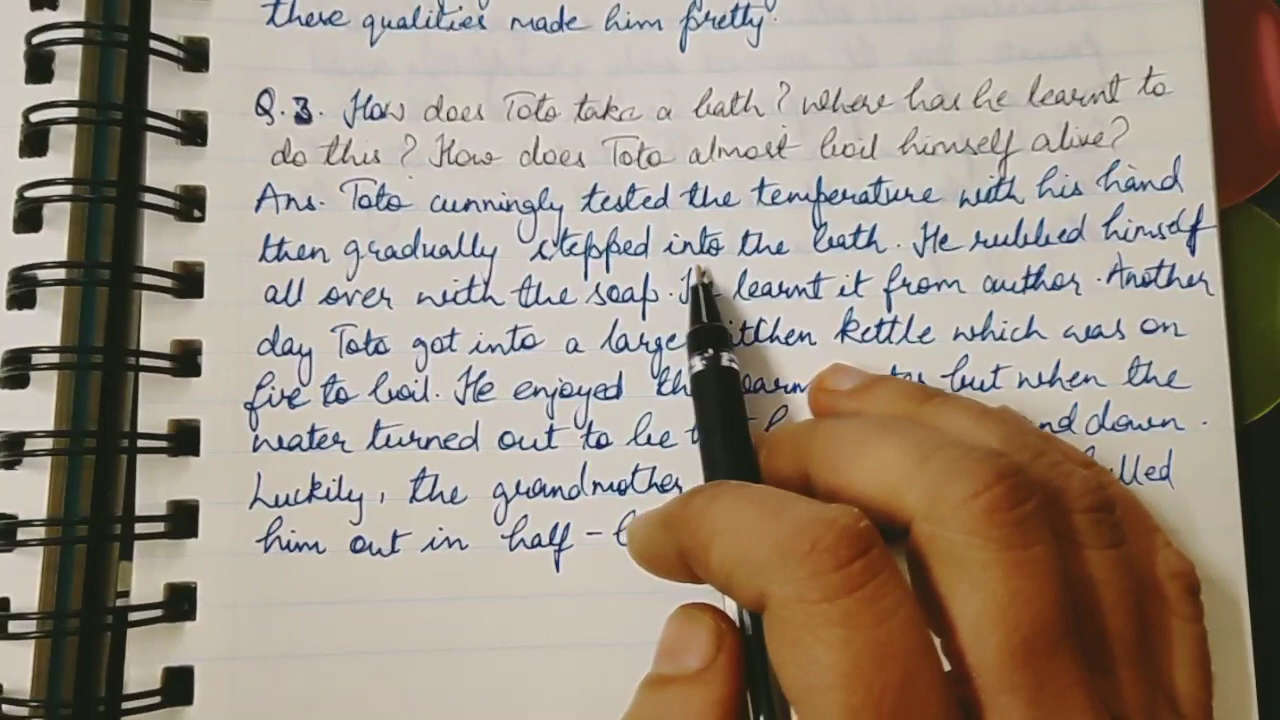 these qualities made him pretty.
Q.3. How does Toto take a bath? Where has he learnt to
do this? How does Toto almost boil himself alive?
Ans. Toto cunningly tested the temperature with his hand
then gradually stepped into the bath. He rubbed himself
all over with the soap. learnt it from author. Another
day Toto got into a large kitchen kettle which was on
fire to boil. He enjoyed the warm but when the
water turned out to be down.
Luckily, the grandmother
him out in half-